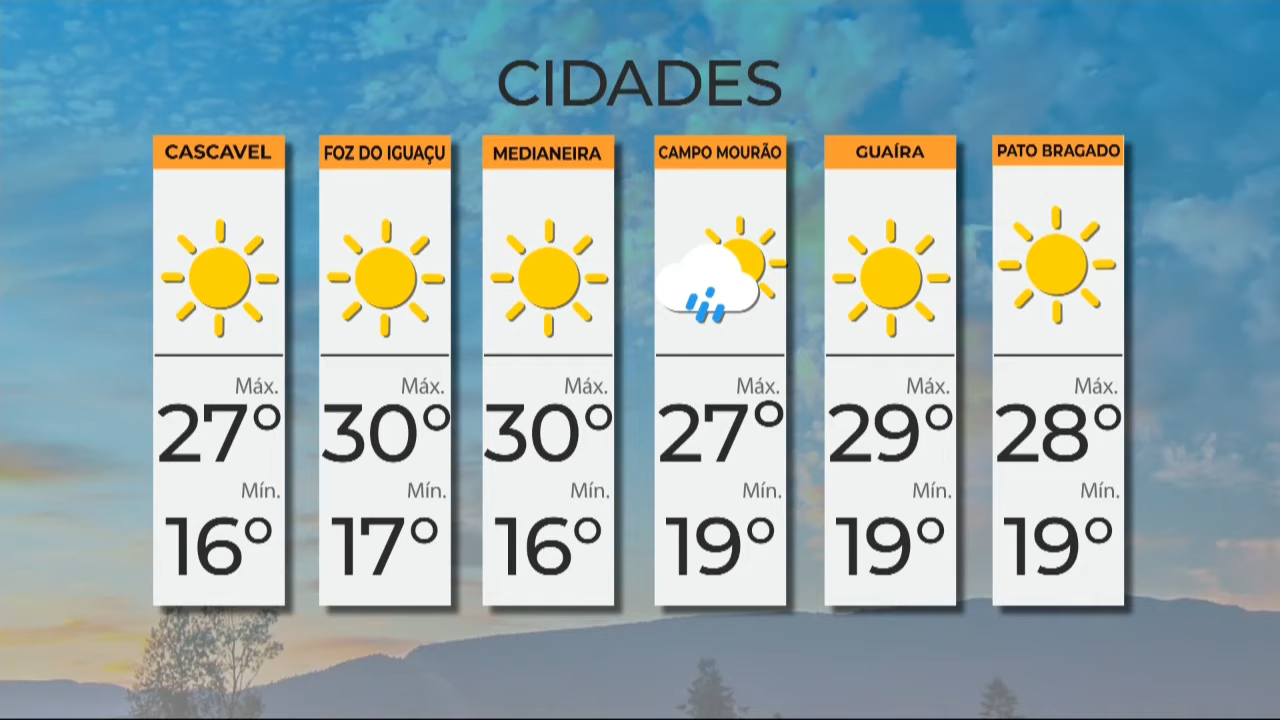 CIDADES
CASCAVEL
Máx.
27°
Mín.
16°
FOZ DO IGUAÇU
Máx.
30°
Mín.
17°
MEDIANEIRA
Máx.
30°
Mín.
16°
CAMPO MOURÃO
Máx.
27°
Mín.
19°
GUAÍRA
Máx.
29°
Mín.
19°
PATO BRAGADO
Máx.
28°
Mín.
19°